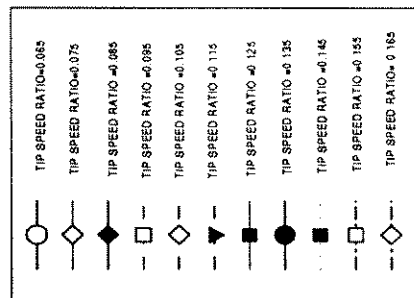 TIP SPEED RATIO=0.065
TIP SPEED RATIO=0.075
TIP SPEED RATIO =0.085
TIP SPEED RATIO =0.095
TIP SPEED RATIO =0.105
TIP SPEED RATIO =0.115
TIP SPEED RATIO =0.125
TIP SPEED RATIO =0.135
TIP SPEED RATIO =0.145
TIP SPEED RATIO =0.155
TIP SPEED RATIO = 0.165